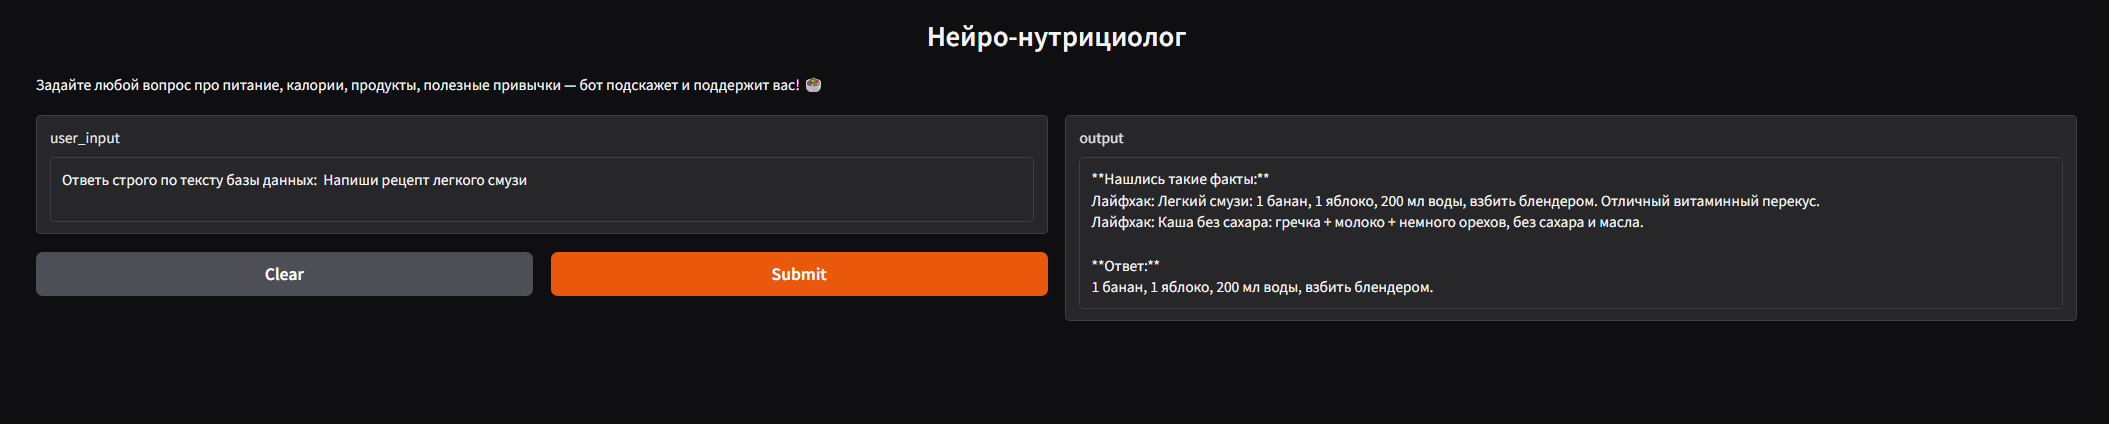 Нейро-нутрициолог
Задайте любой вопрос про питание, калории, продукты, полезные привычки — бот подскажет и поддержит вас! 🥗
user_input
Ответь строго по тексту базы данных:  Напиши рецепт легкого смузи
Clear
Submit
output
**Нашлись такие факты:**
Лайфхак: Легкий смузи: 1 банан, 1 яблоко, 200 мл воды, взбить блендером. Отличный витаминный перекус.
Лайфхак: Каша без сахара: гречка + молоко + немного орехов, без сахара и масла.
**Ответ:**
1 банан, 1 яблоко, 200 мл воды, взбить блендером.